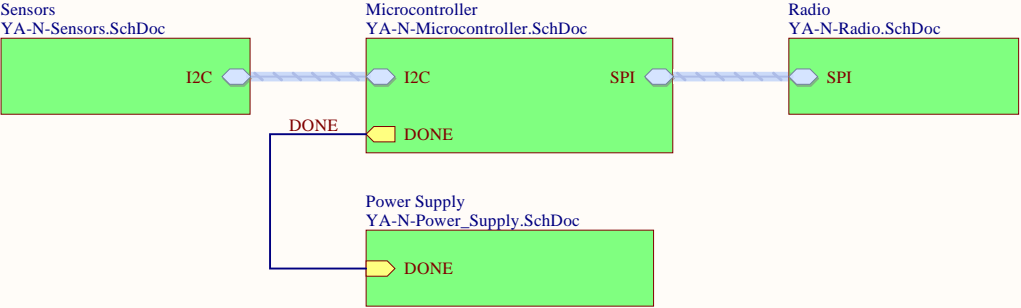 Sensors
YA-N-Sensors.SchDoc
I2C
Microcontroller
YA-N-Microcontroller.SchDoc
I2C
SPI
DONE
DONE
Radio
YA-N-Radio.SchDoc
SPI
Power Supply
YA-N-Power_Supply.SchDoc
DONE